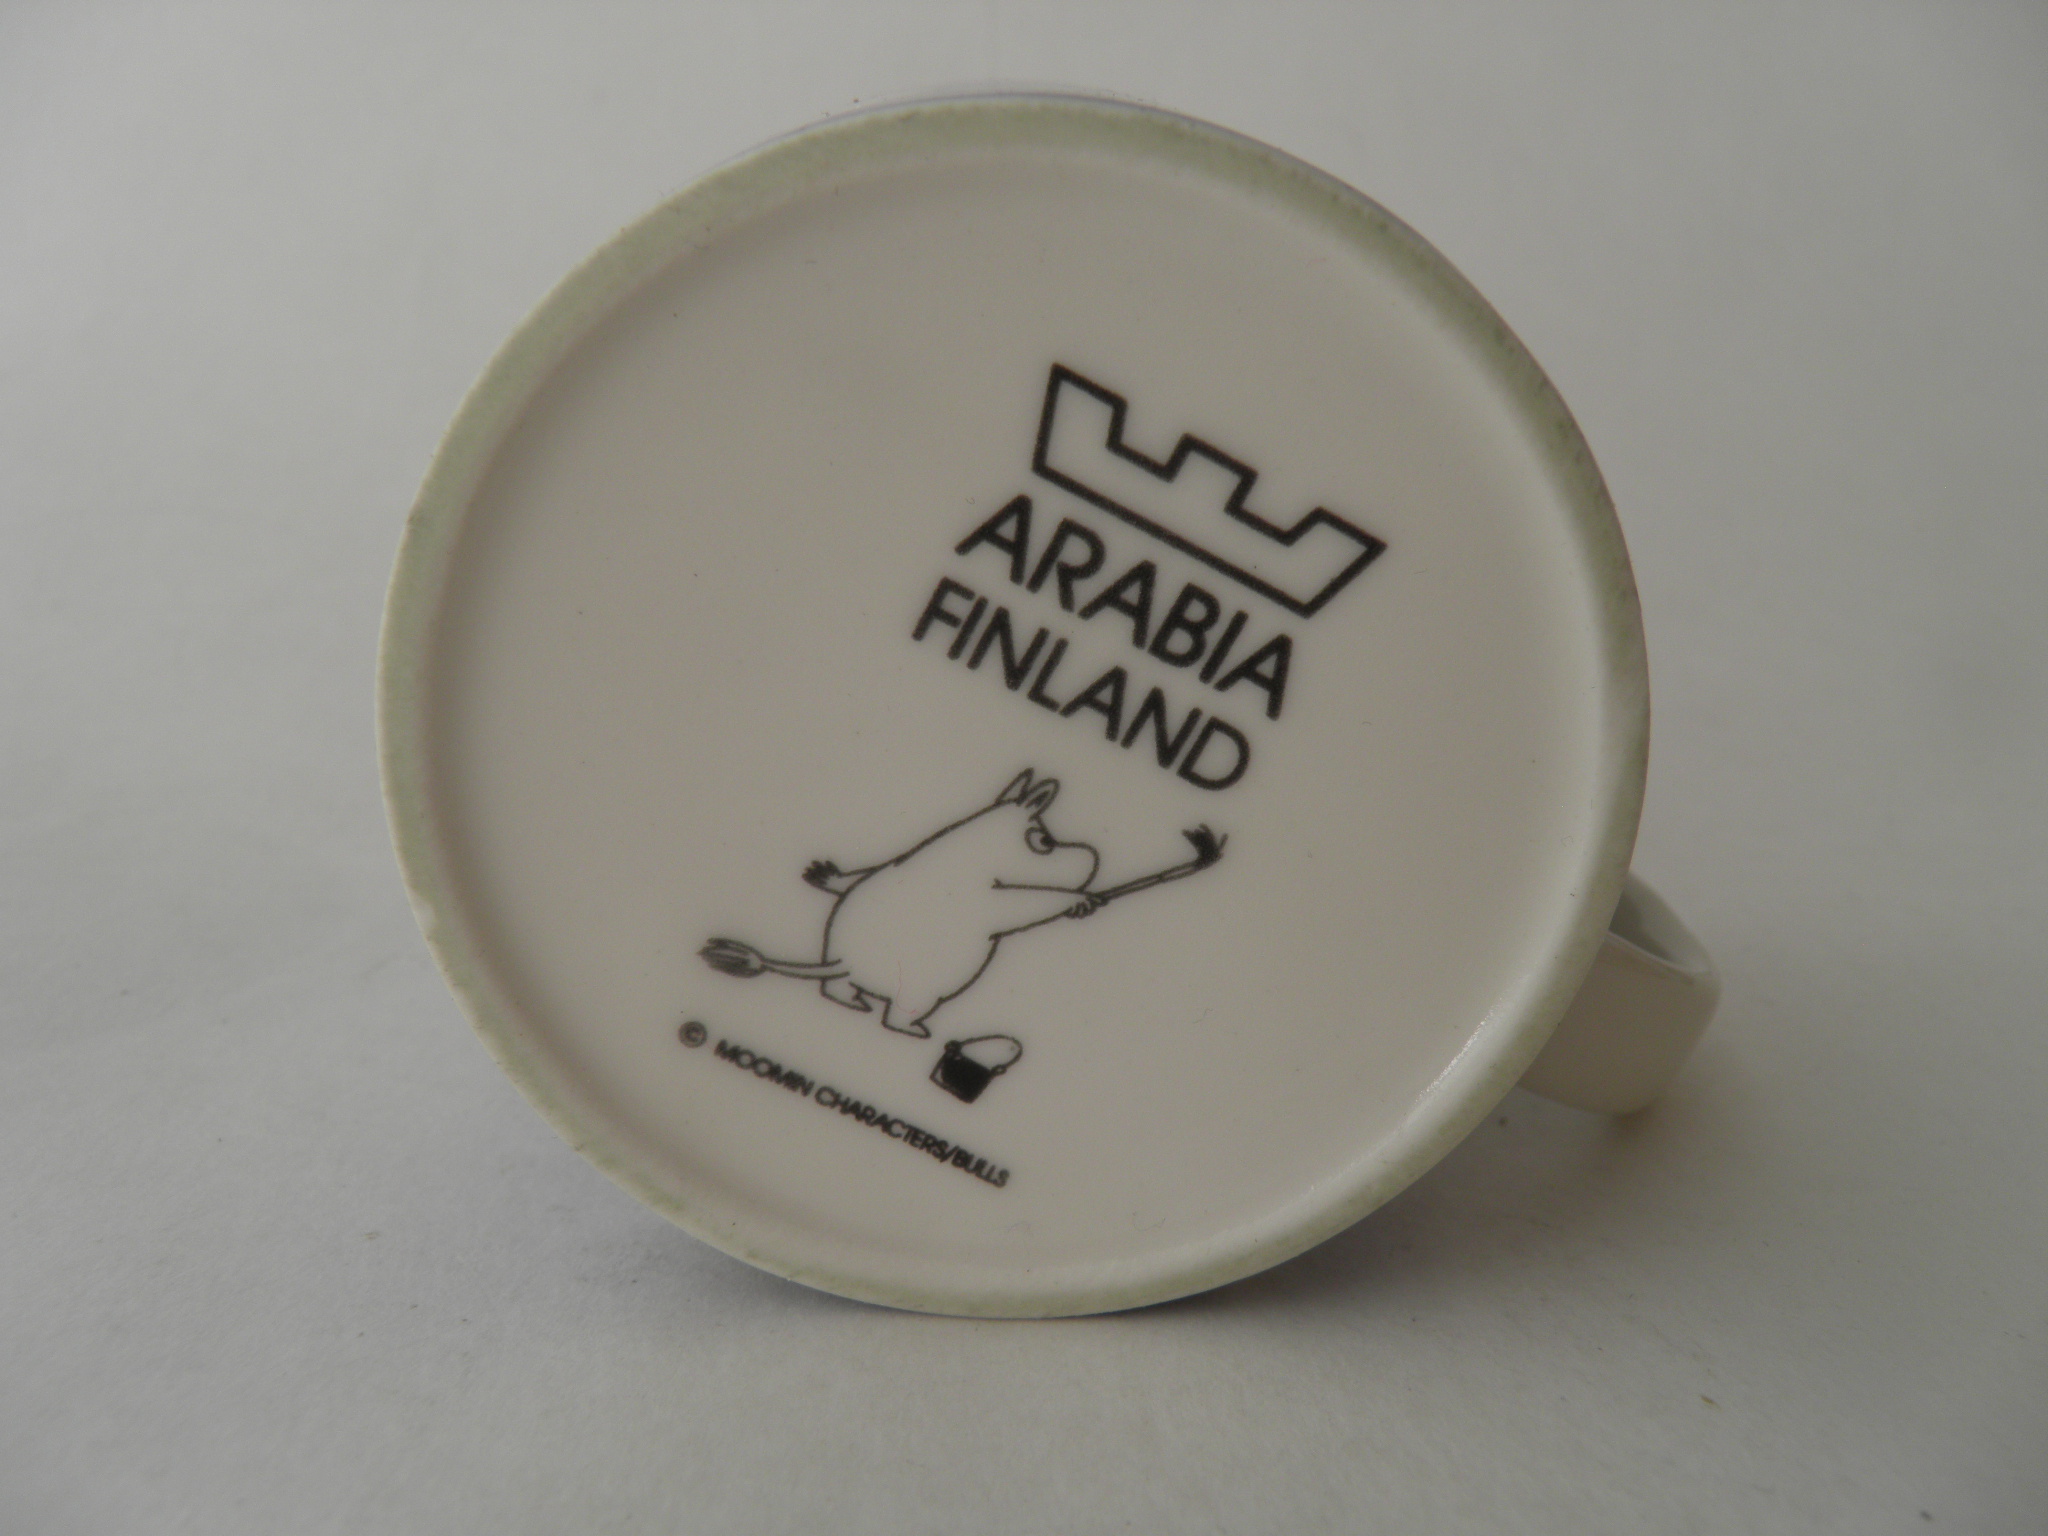 ARABIA
FINLAND
© MOOMIN CHARACTERS/BULLS